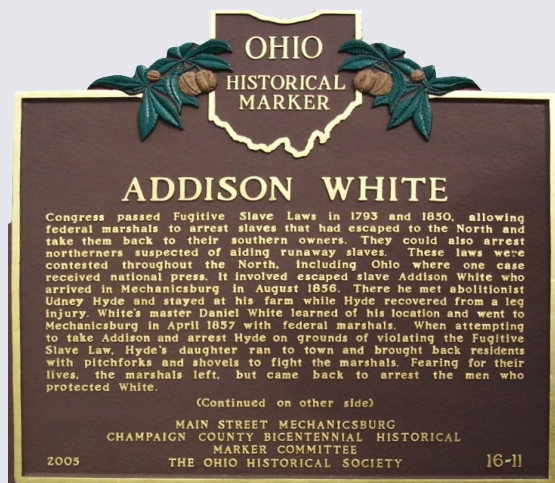 OHIO
HISTORICAL
MARKER
ADDISON WHITE
Congress passed Fugitive Slave Laws in 1793 and 1850, allowing
federal marshals to arrest slaves that had escaped to the North and
take them back to their southern owners. They could also arrest
northerners suspected of aiding runaway slaves. These laws were
contested throughout the North, including Ohio where one case
received national press. It involved escaped slave Addison White who
arrived in Mechanicsburg in August 1856. There he met abolitionist
Udney Hyde and stayed at his farm while Hyde recovered from a leg
injury. White's master Daniel White learned of his location and went to
Mechanicsburg in April 1857 with federal marshals. When attempting
to take Addison and arrest Hyde on grounds of violating the Fugitive
Slave Law, Hyde's daughter ran to town and brought back residents
with pitchforks and shovels to fight the marshals. Fearing for their
lives, the marshals left, but came back to arrest the men who
protected White.
(Continued on other side)
MAIN STREET MECHANICSBURG
CHAMPAIGN COUNTY BICENTENNIAL HISTORICAL
MARKER COMMITTEE
2005 THE OHIO HISTORICAL SOCIETY 16-11